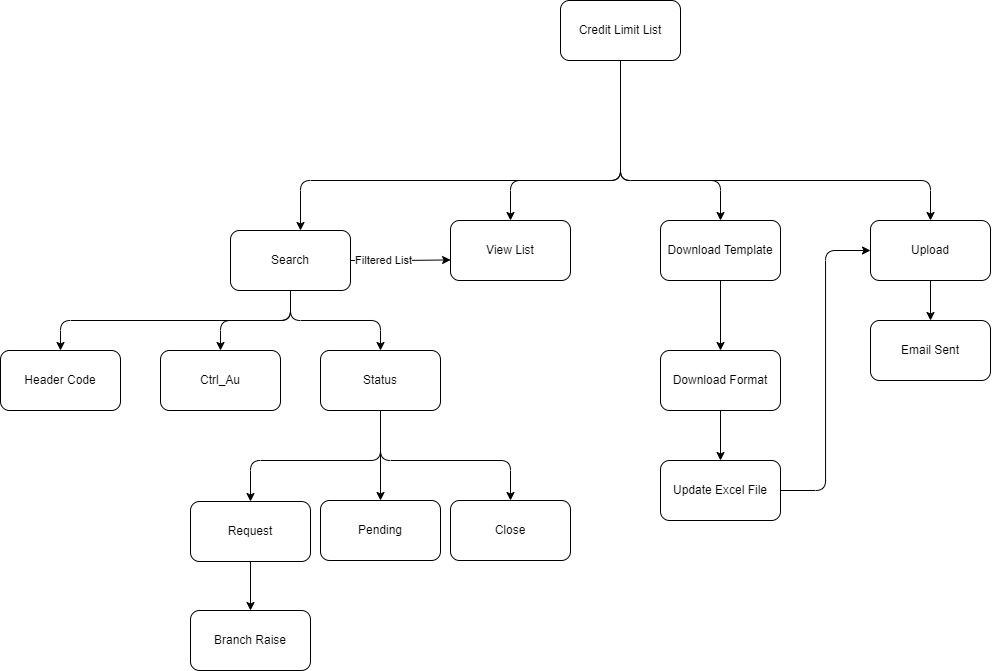 Credit Limit List
Search
Filtered List
View List
Download Template
Upload
Header Code
Ctrl_Au
Status
Download Format
Email Sent
Update Excel File
Request
Pending
Close
Branch Raise